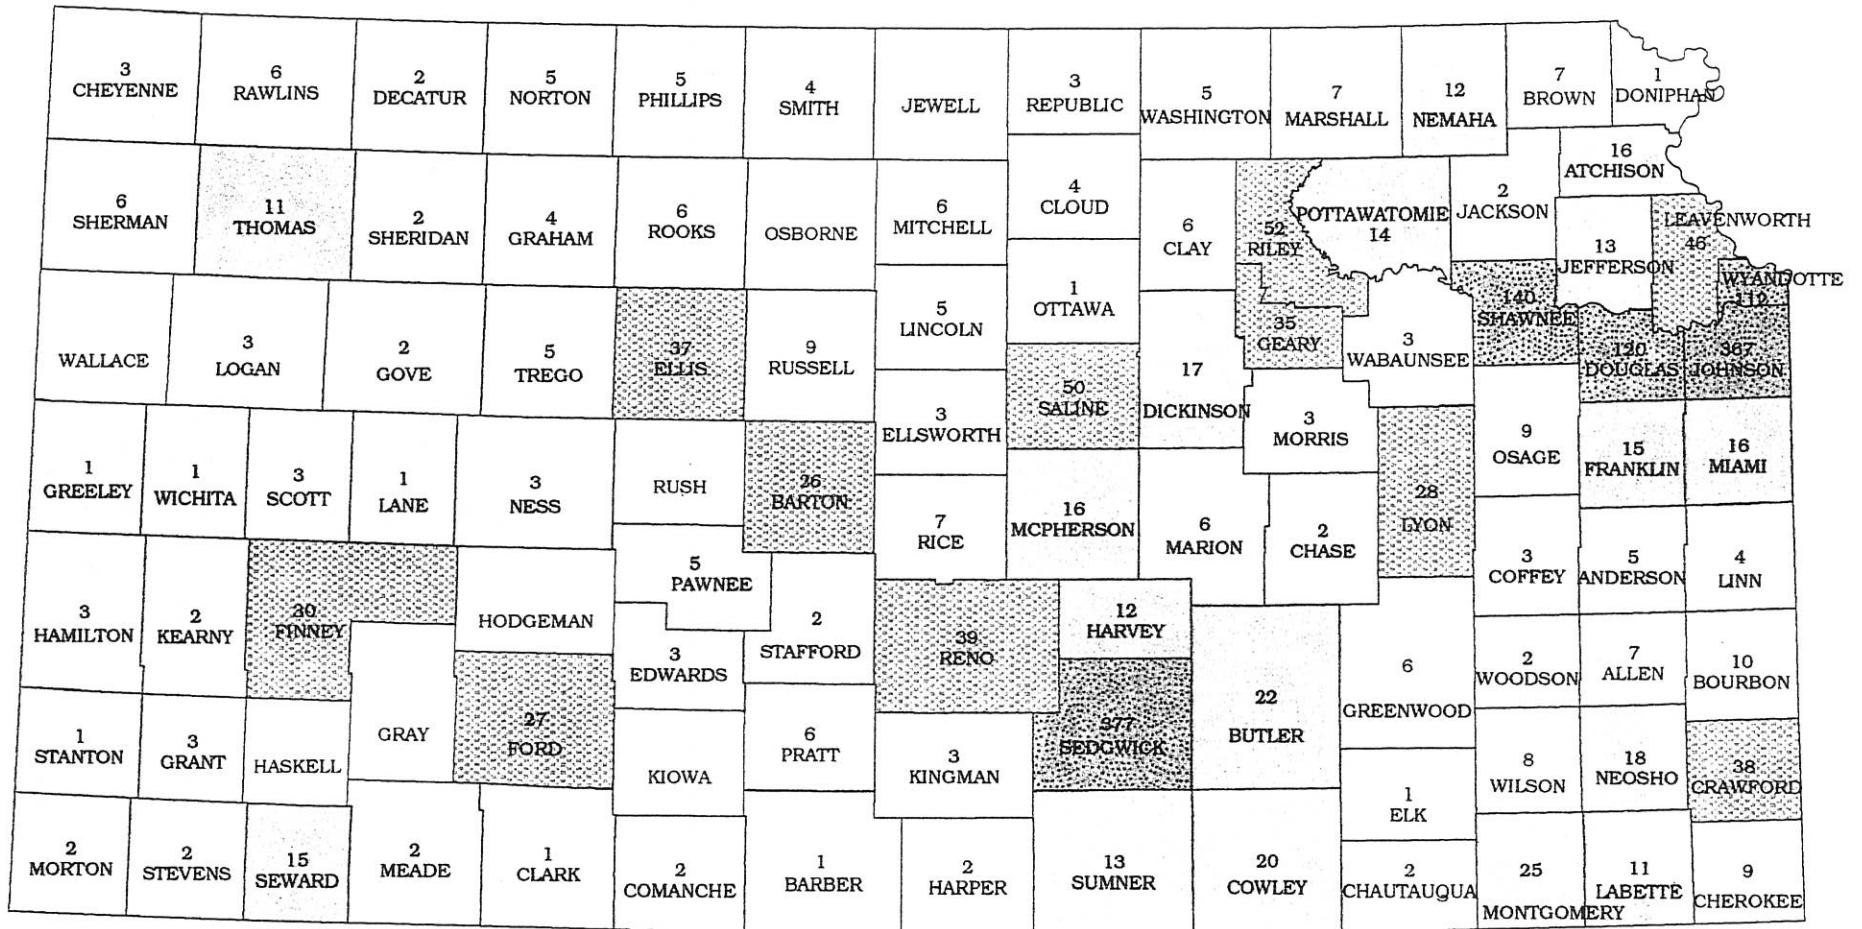 3
CHEYENNE
6
RAWLINS
2
DECATUR
5
NORTON
5
PHILLIPS
4
SMITH
JEWELL
3
REPUBLIC
5
WASHINGTON
7
MARSHALL
12
NEMAHA
7
BROWN
1
DONIPHAN
6
SHERMAN
11
THOMAS
2
SHERIDAN
4
GRAHAM
6
ROOKS
OSBORNE
6
MITCHELL
4
CLOUD
6
CLAY
52
RILEY
7
POTTAWATOMIE
14
2
JACKSON
16
ATCHISON
13
JEFFERSON
LEAVENWORTH
46
WYANDOTTE
112
WALLACE
3
LOGAN
2
GOVE
5
TREGO
37
ELLIS
9
RUSSELL
5
LINCOLN
1
OTTAWA
50
SALINE
17
DICKINSON
35
GEARY
3
WABAUNSEE
140
SHAWNEE
120
DOUGLAS
367
JOHNSON
1
GREELEY
1
WICHITA
3
SCOTT
1
LANE
3
NESS
RUSH
26
BARTON
3
ELLSWORTH
7
RICE
16
MCPHERSON
6
MARION
3
MORRIS
2
CHASE
28
LYON
9
OSAGE
15
FRANKLIN
16
MIAMI
3
HAMILTON
2
KEARNY
30
FINNEY
HODGEMAN
5
PAWNEE
3
EDWARDS
2
STAFFORD
39
RENO
12
HARVEY
377
SEDGWICK
22
BUTLER
6
GREENWOOD
3
COFFEY
5
ANDERSON
4
LINN
2
WOODSON
7
ALLEN
10
BOURBON
1
STANTON
3
GRANT
HASKELL
GRAY
27
FORD
KIOWA
6
PRATT
3
KINGMAN
1
ELK
8
WILSON
18
NEOSHO
38
CRAWFORD
2
MORTON
2
STEVENS
15
SEWARD
2
MEADE
1
CLARK
2
COMANCHE
1
BARBER
2
HARPER
13
SUMNER
20
COWLEY
2
CHAUTAUQUA
25
MONTGOMERY
11
LABETTE
9
CHEROKEE